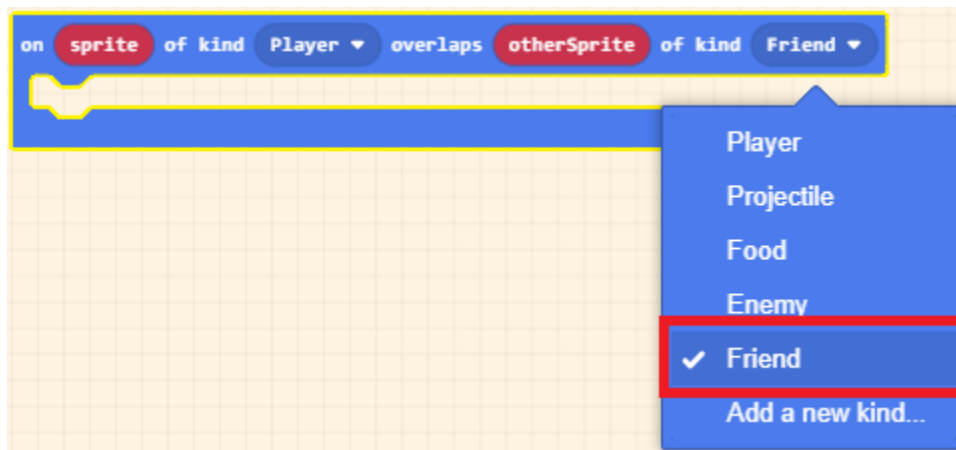 on sprite of kind Player overlaps otherSprite of kind Friend
Player
Projectile
Food
Enemy
Friend
Add a new kind...